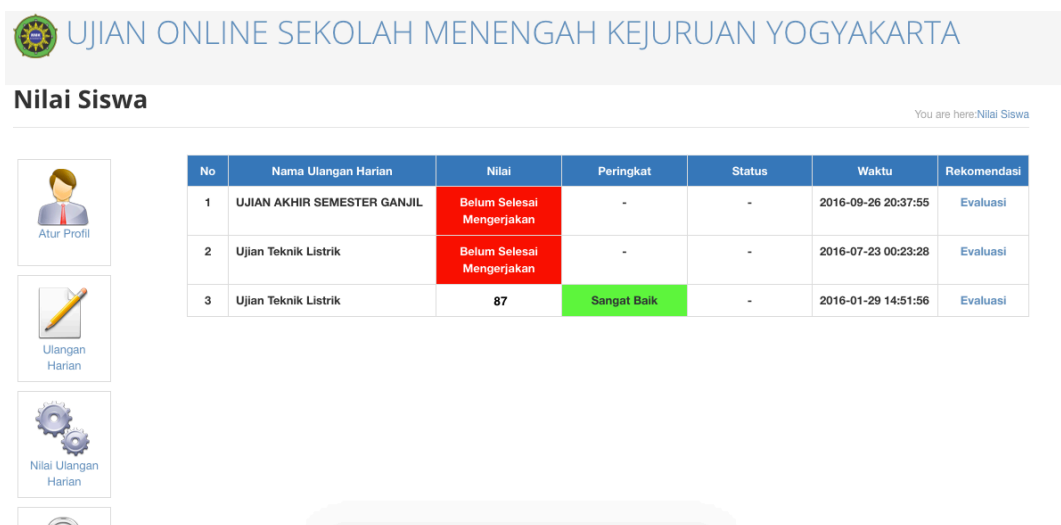 UJIAN ONLINE SEKOLAH MENENGAH KEJURUAN YOGYAKARTA
Nilai Siswa
You are here:Nilai Siswa
Atur Profil
Ulangan
Harian
Nilai Ulangan
Harian
No Nama Ulangan Harian Nilai Peringkat Status Waktu Rekomendasi
1 UJIAN AKHIR SEMESTER GANJIL Belum Selesai Mengerjakan - - 2016-09-26 20:37:55 Evaluasi
2 Ujian Teknik Listrik Belum Selesai Mengerjakan - - 2016-07-23 00:23:28 Evaluasi
3 Ujian Teknik Listrik 87 Sangat Baik - 2016-01-29 14:51:56 Evaluasi